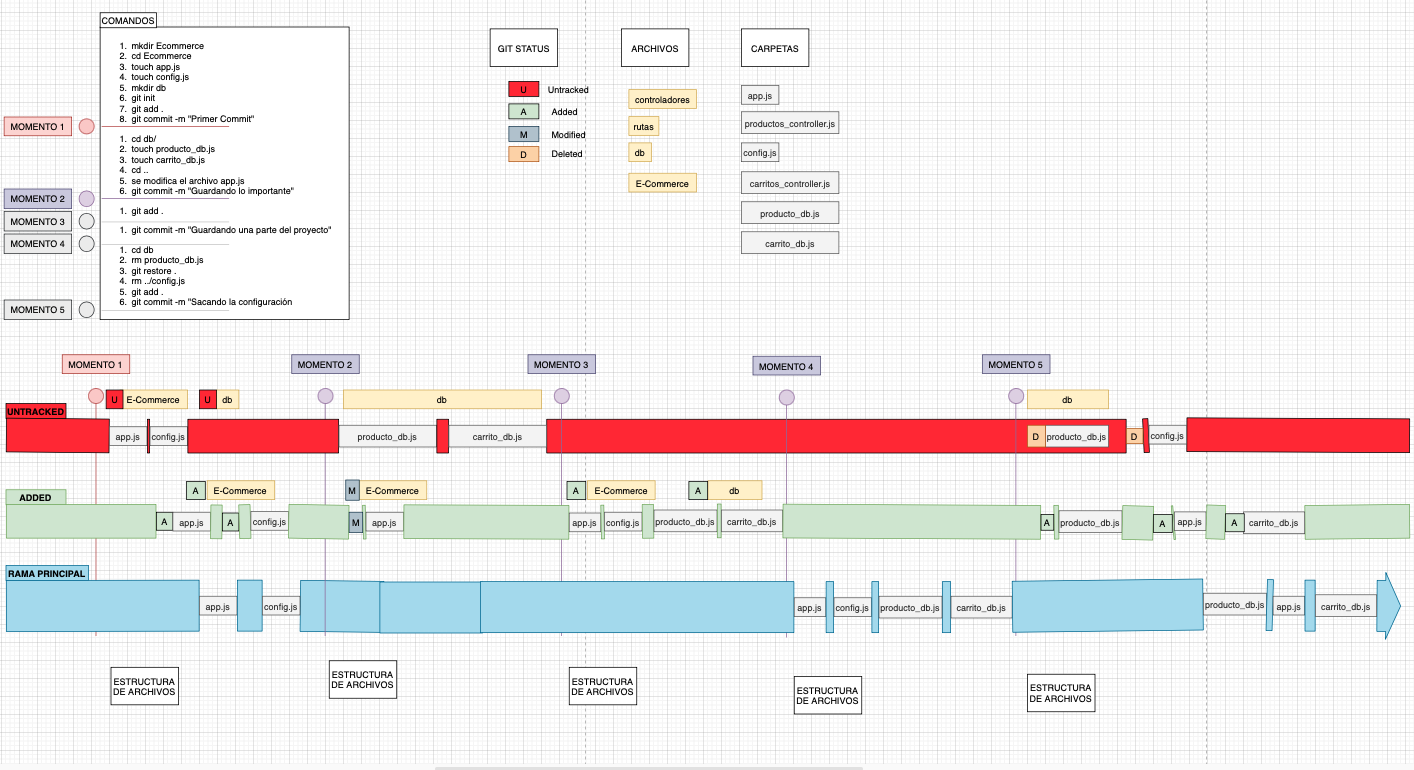 COMANDOS
1. mkdir Ecommerce
2. cd Ecommerce
3. touch app.js
4. touch config.js
5. mkdir db
6. git init
7. git add .
8. git commit -m "Primer Commit"
MOMENTO 1
1. cd db/
2. touch producto_db.js
3. touch carrito_db.js
4. cd ..
5. se modifica el archivo app.js
6. git commit -m "Guardando lo importante"
MOMENTO 2
1. git add .
MOMENTO 3
1. git commit -m "Guardando una parte del proyecto"
MOMENTO 4
1. cd db
2. rm producto_db.js
3. git restore .
4. rm ../config.js
5. git add .
6. git commit -m "Sacando la configuración
MOMENTO 5
GIT STATUS
U Untracked
A Added
M Modified
D Deleted
ARCHIVOS
controladores
rutas
db
E-Commerce
CARPETAS
app.js
productos_controller.js
config.js
carritos_controller.js
producto_db.js
carrito_db.js
MOMENTO 1 MOMENTO 2 MOMENTO 3 MOMENTO 4 MOMENTO 5
U E-Commerce U db db db
UNTRACKED
app.js config.js producto_db.js carrito_db.js D producto_db.js D config.js
A E-Commerce M E-Commerce A E-Commerce A db
ADDED
A app.js A config.js M app.js app.js config.js producto_db.js carrito_db.js A producto_db.js A app.js A carrito_db.js
RAMA PRINCIPAL
app.js config.js app.js config.js producto_db.js carrito_db.js producto_db.js app.js carrito_db.js
ESTRUCTURA
DE ARCHIVOS
ESTRUCTURA
DE ARCHIVOS
ESTRUCTURA
DE ARCHIVOS
ESTRUCTURA
DE ARCHIVOS
ESTRUCTURA
DE ARCHIVOS